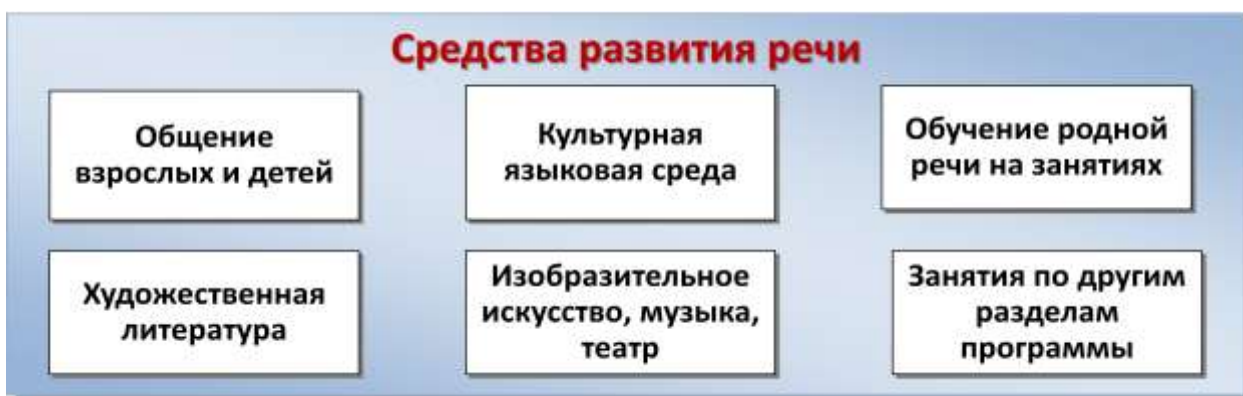 Средства развития речи
Общение
взрослых и детей
Культурная
языковая среда
Обучение родной
речи на занятиях
Художественная
литература
Изобразительное
искусство, музыка,
театр
Занятия по другим
разделам
программы